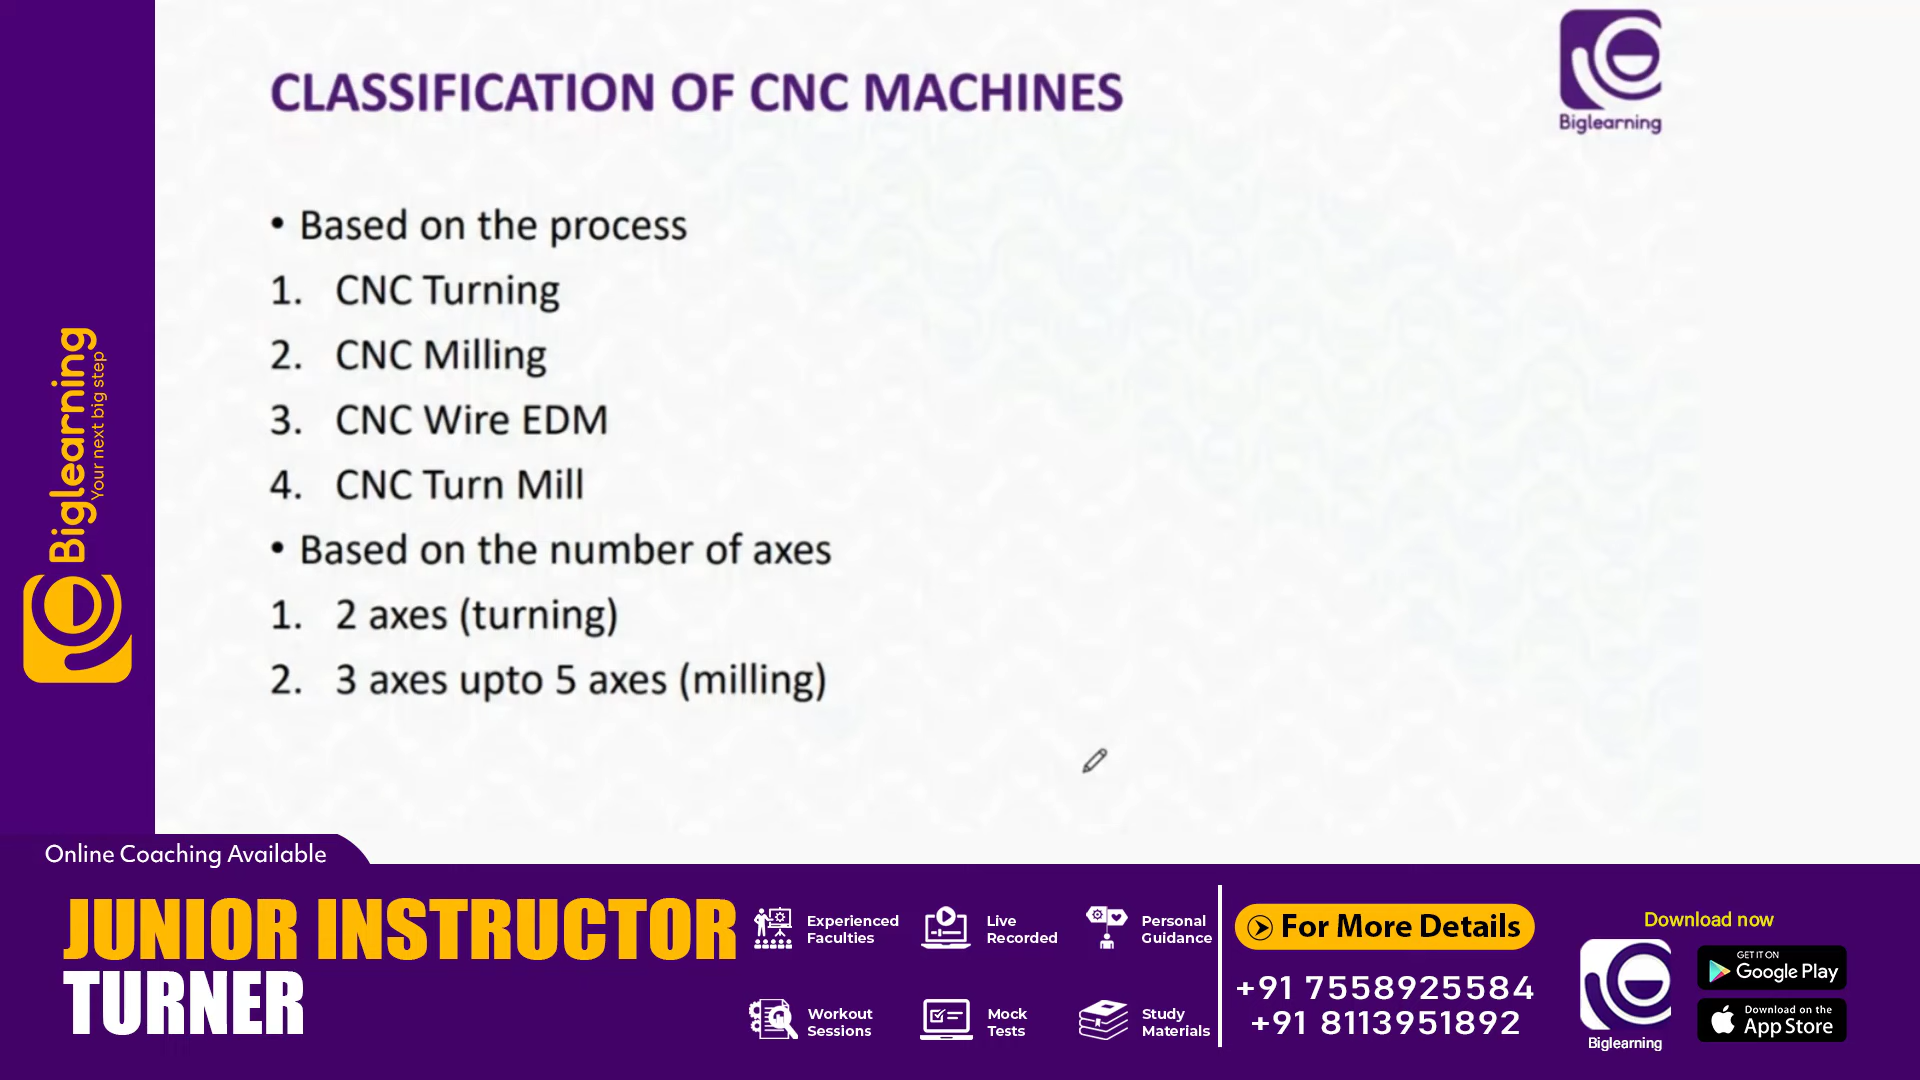 CLASSIFICATION OF CNC MACHINES
Biglearning
• Based on the process
1. CNC Turning
2. CNC Milling
3. CNC Wire EDM
4. CNC Turn Mill
• Based on the number of axes
1. 2 axes (turning)
2. 3 axes upto 5 axes (milling)
Biglearning
Your next big step
Online Coaching Available
JUNIOR INSTRUCTOR
TURNER
Experienced
Faculties
Live
Recorded
Personal
Guidance
Workout
Sessions
Mock
Tests
Study
Materials
For More Details
+91 7558925584
+91 8113951892
Download now
Biglearning
GET IT ON
Google Play
Download on the
App Store